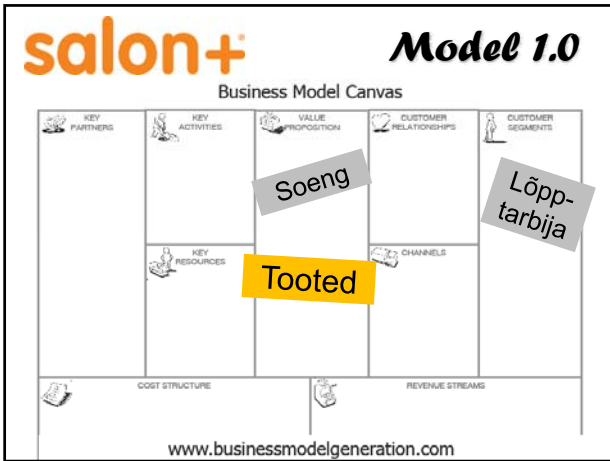 salon+
Model 1.0
Business Model Canvas
KEY
PARTNERS
KEY
ACTIVITIES
VALUE
PROPOSITION
CUSTOMER
RELATIONSHIPS
CUSTOMER
SEGMENTS
Soeng
Lõpp-
tarbija
KEY
RESOURCES
Tooted
CHANNELS
COST STRUCTURE
REVENUE STREAMS
www.businessmodelgeneration.com